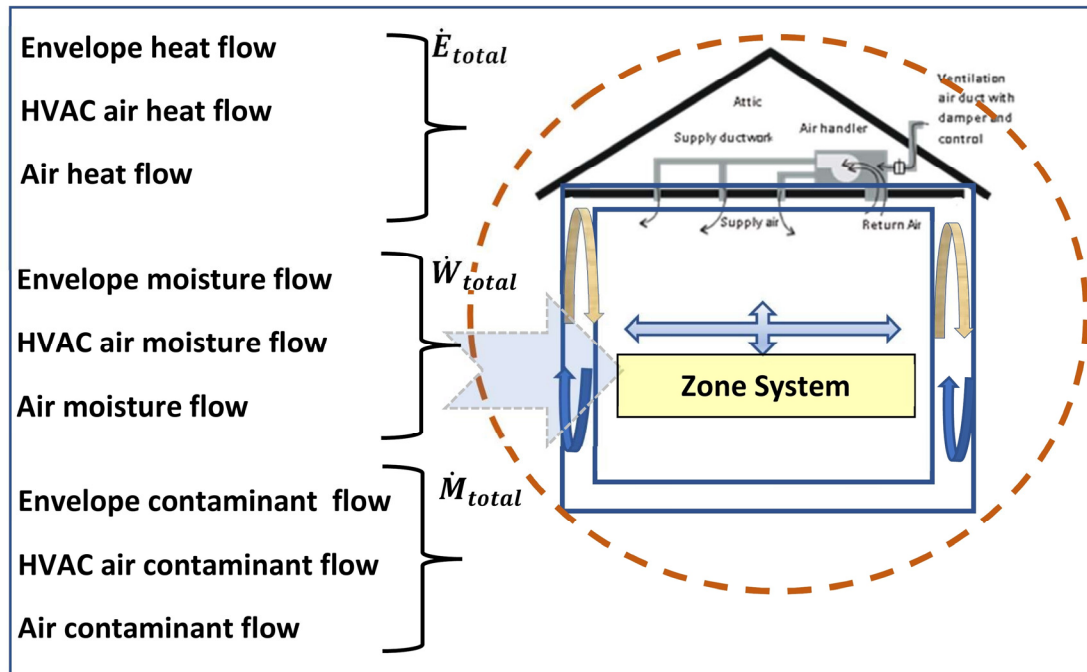 Envelope heat flow
HVAC air heat flow
Air heat flow
Ė_total
Envelope moisture flow
HVAC air moisture flow
Air moisture flow
Ẇ_total
Envelope contaminant flow
HVAC air contaminant flow
Air contaminant flow
Ṁ_total
Attic
Supply ductwork
Air handler
Ventilation
air duct with
damper and
control
Supply air
Return Air
Zone System